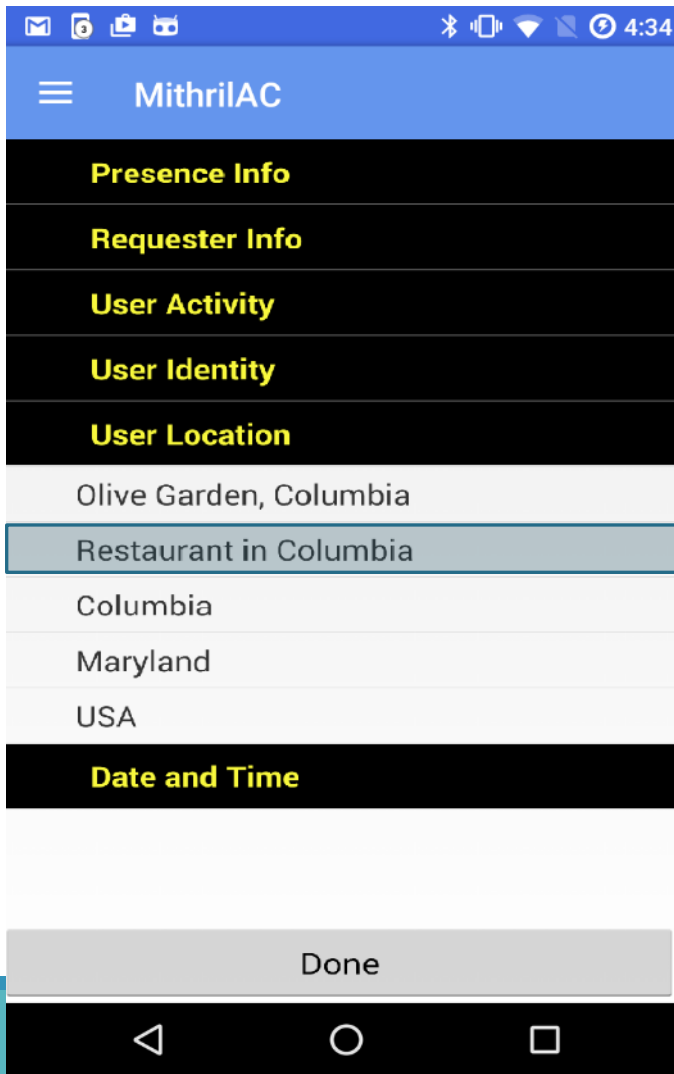 3 4:34
MithrilAC
Presence Info
Requester Info
User Activity
User Identity
User Location
Olive Garden, Columbia
Restaurant in Columbia
Columbia
Maryland
USA
Date and Time
Done